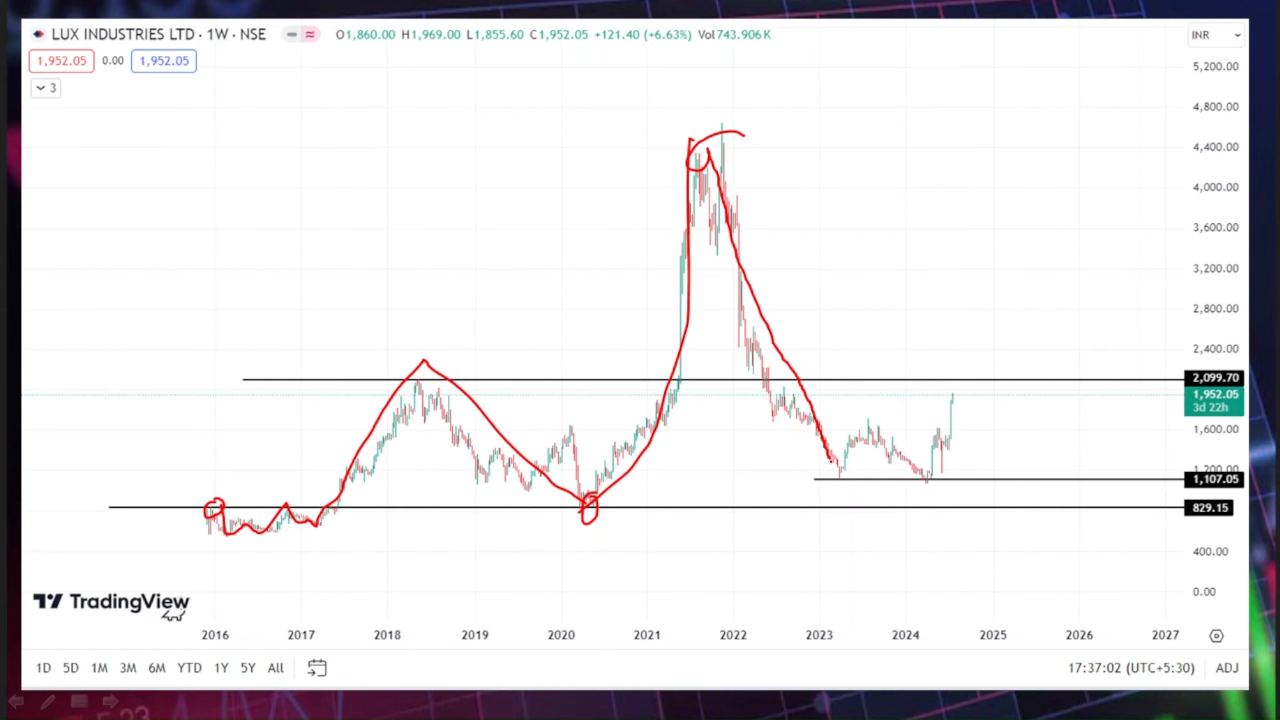 LUX INDUSTRIES LTD · 1W · NSE O1,860.00 H1,969.00 L1,855.60 C1,952.05 +121.40 (+6.63%) Vol743.906K INR
1,952.05 0.00 1,952.05
3
5,200.00
4,800.00
4,400.00
4,000.00
3,600.00
3,200.00
2,800.00
2,400.00
2,099.70
1,952.05
3d 22h
1,600.00
1,200.00
1,107.05
829.15
400.00
0.00
TradingView
2016 2017 2018 2019 2020 2021 2022 2023 2024 2025 2026 2027
1D 5D 1M 3M 6M YTD 1Y 5Y All 17:37:02 (UTC+5:30) ADJ